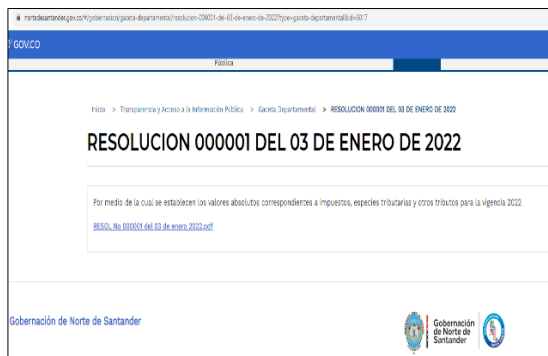 nortedesantander.gov.co/#/gobernacion/gaceta-departamental/resolucion-000001-del-03-de-enero-de-2022?type=gaceta-departamental&id=6017
GOV.CO
Pública
Inicio > Transparencia y Acceso a la Información Pública > Gaceta Departamental > RESOLUCION 000001 DEL 03 DE ENERO DE 2022
RESOLUCION 000001 DEL 03 DE ENERO DE 2022
Por medio de la cual se establecen los valores absolutos correspondientes a impuestos, especies tributarias y otros tributos para la vigencia 2022
RESOL No 000001 del 03 de enero 2022.pdf
Gobernación de Norte de Santander
Gobernación
de Norte de
Santander